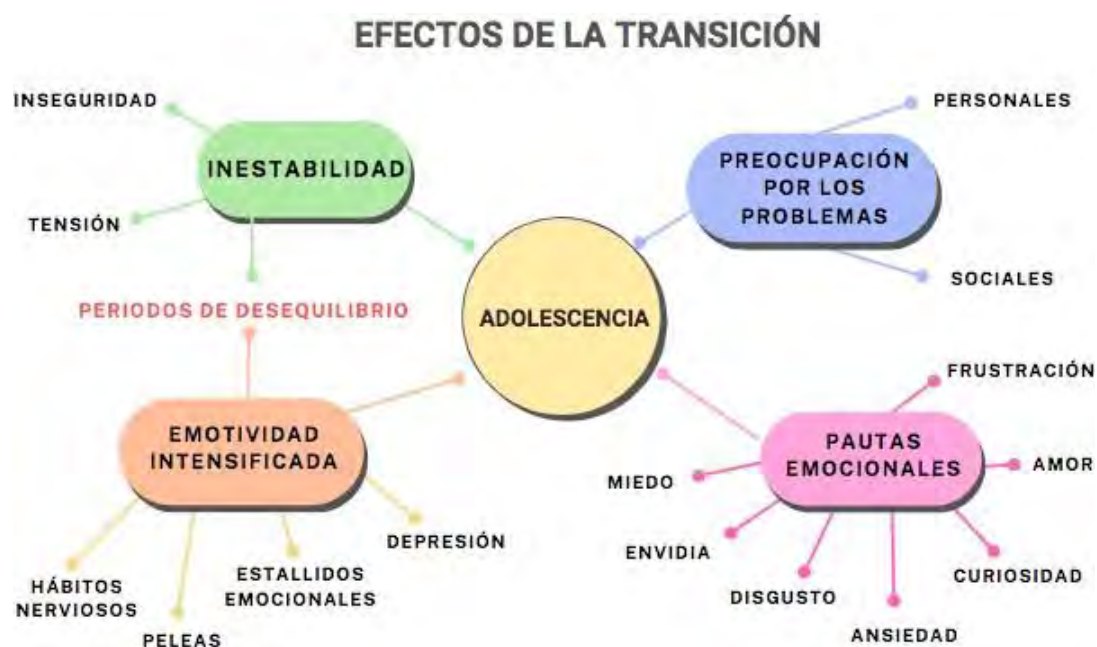 EFECTOS DE LA TRANSICIÓN
INSEGURIDAD
INESTABILIDAD
TENSIÓN
PERIODOS DE DESEQUILIBRIO
PERSONALES
PREOCUPACIÓN
POR LOS
PROBLEMAS
SOCIALES
ADOLESCENCIA
EMOTIVIDAD
INTENSIFICADA
HÁBITOS
NERVIOSOS
PELEAS
ESTALLIDOS
EMOCIONALES
DEPRESIÓN
FRUSTRACIÓN
PAUTAS
EMOCIONALES
AMOR
MIEDO
ENVIDIA
DISGUSTO
ANSIEDAD
CURIOSIDAD